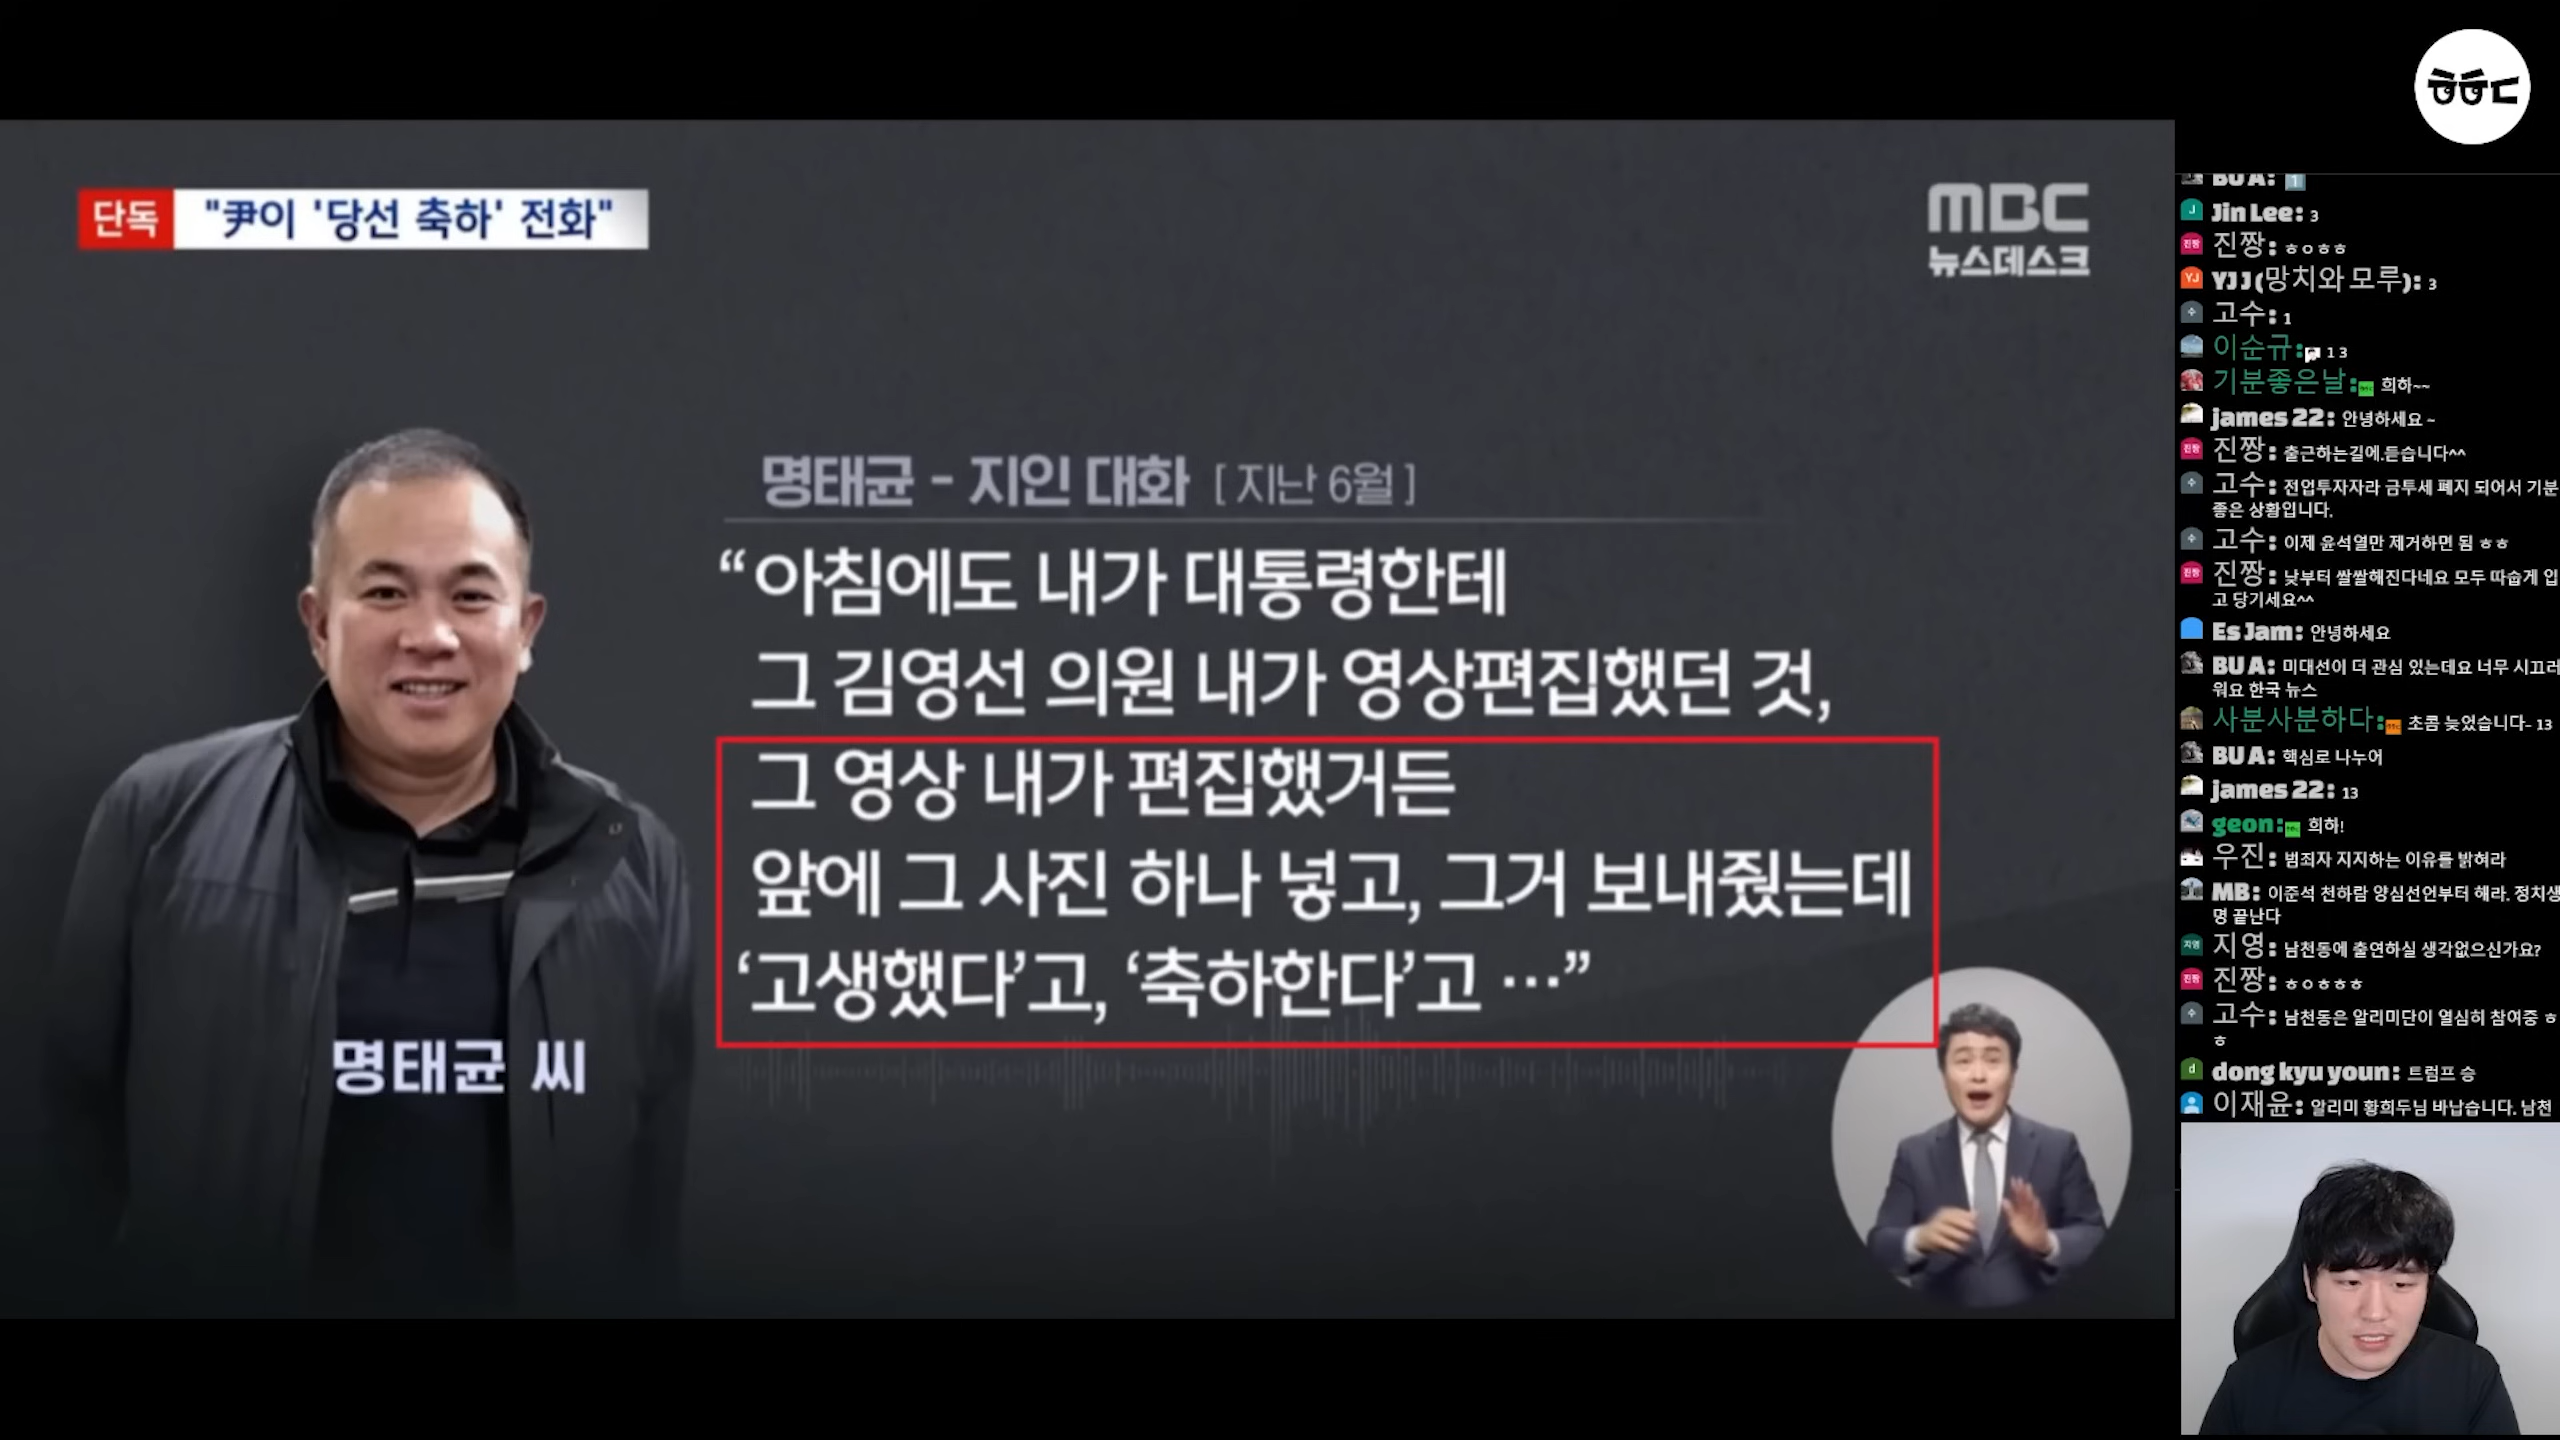 단독 "尹이 '당선 축하' 전화"
MBC
뉴스데스크
명태균 - 지인 대화 [ 지난 6월 ]
“아침에도 내가 대통령한테
그 김영선 의원 내가 영상편집했던 것,
그 영상 내가 편집했거든
앞에 그 사진 하나 넣고, 그거 보내줬는데
‘고생했다’고, ‘축하한다’고 …”
명태균 씨
ㅎㅎㄷ
BU A: 1
Jin Lee: 3
진짱: ㅎㅇㅎㅎ
YJ J (망치와 모루): 3
고수: 1
이순규: 1 3
기분좋은날: 희하~~
james 22: 안녕하세요 ~
진짱: 출근하는길에.듣습니다^^
고수: 전업투자자라 금투세 폐지 되어서 기분
좋은 상황입니다.
고수: 이제 윤석열만 제거하면 됨 ㅎㅎ
진짱: 낮부터 쌀쌀해진다네요 모두 따숩게 입
고 댕기세요^^
Es Jam: 안녕하세요
BU A: 미대선이 더 관심 있는데요 너무 시끄러
워요 한국 뉴스
사분사분하다: 초콤 늦었습니다~ 13
BU A: 핵심로 나누어
james 22: 13
geon: 희하!
우진: 범죄자 지지하는 이유를 밝혀라
MB: 이준석 천하람 양심선언부터 해라. 정치생
명 끝난다
지영: 남천동에 출연하실 생각없으신가요?
진짱: ㅎㅇㅎㅎㅎ
고수: 남천동은 알리미단이 열심히 참여중 ㅎ
ㅎ
dong kyu youn: 트럼프 승
이재윤: 알리미 황희두님 바납습니다. 남천